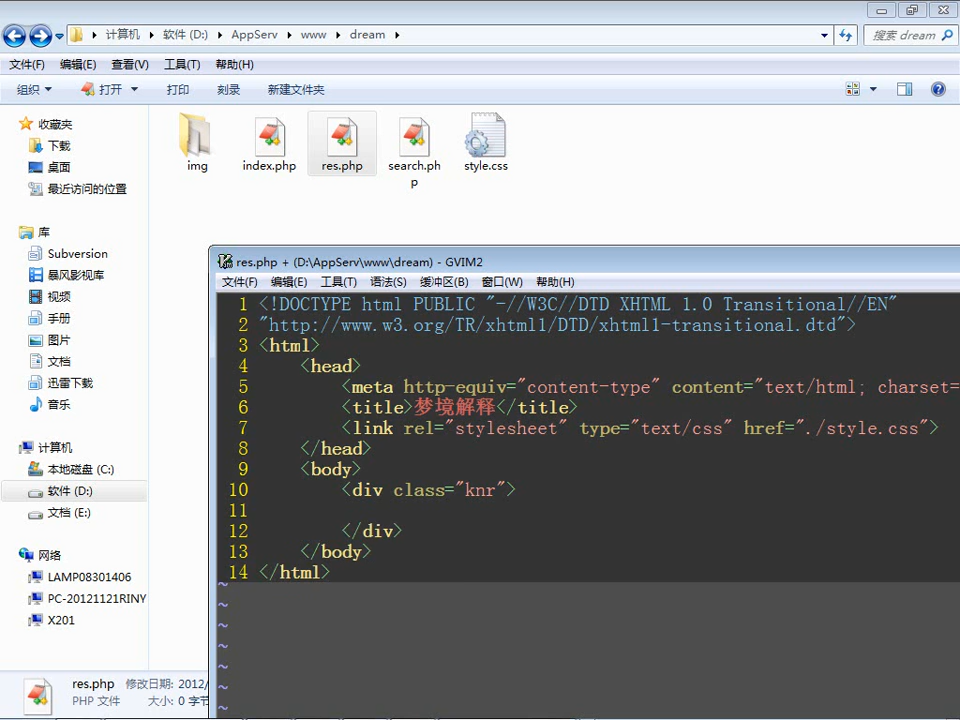 计算机 软件 (D:) AppServ www dream
搜索 dream
文件(F) 编辑(E) 查看(V) 工具(T) 帮助(H)
组织 打开 打印 刻录 新建文件夹
收藏夹
下载
桌面
最近访问的位置
库
Subversion
暴风影视库
视频
手册
图片
文档
迅雷下载
音乐
计算机
本地磁盘 (C:)
软件 (D:)
文档 (E:)
网络
LAMP08301406
PC-20121121RINY
X201
img
index.php
res.php
search.ph
p
style.css
res.php + (D:\AppServ\www\dream) - GVIM2
文件(F) 编辑(E) 工具(T) 语法(S) 缓冲区(B) 窗口(W) 帮助(H)
1 <!DOCTYPE html PUBLIC "-//W3C//DTD XHTML 1.0 Transitional//EN"
2 "http://www.w3.org/TR/xhtml1/DTD/xhtml1-transitional.dtd">
3 <html>
4 <head>
5 <meta http-equiv="content-type" content="text/html; charset=
6 <title>梦境解释</title>
7 <link rel="stylesheet" type="text/css" href="./style.css">
8 </head>
9 <body>
10 <div class="knr">
11
12 </div>
13 </body>
14 </html>
~
~
~
~
~
~
~
res.php 修改日期: 2012/
PHP 文件 大小: 0 字节